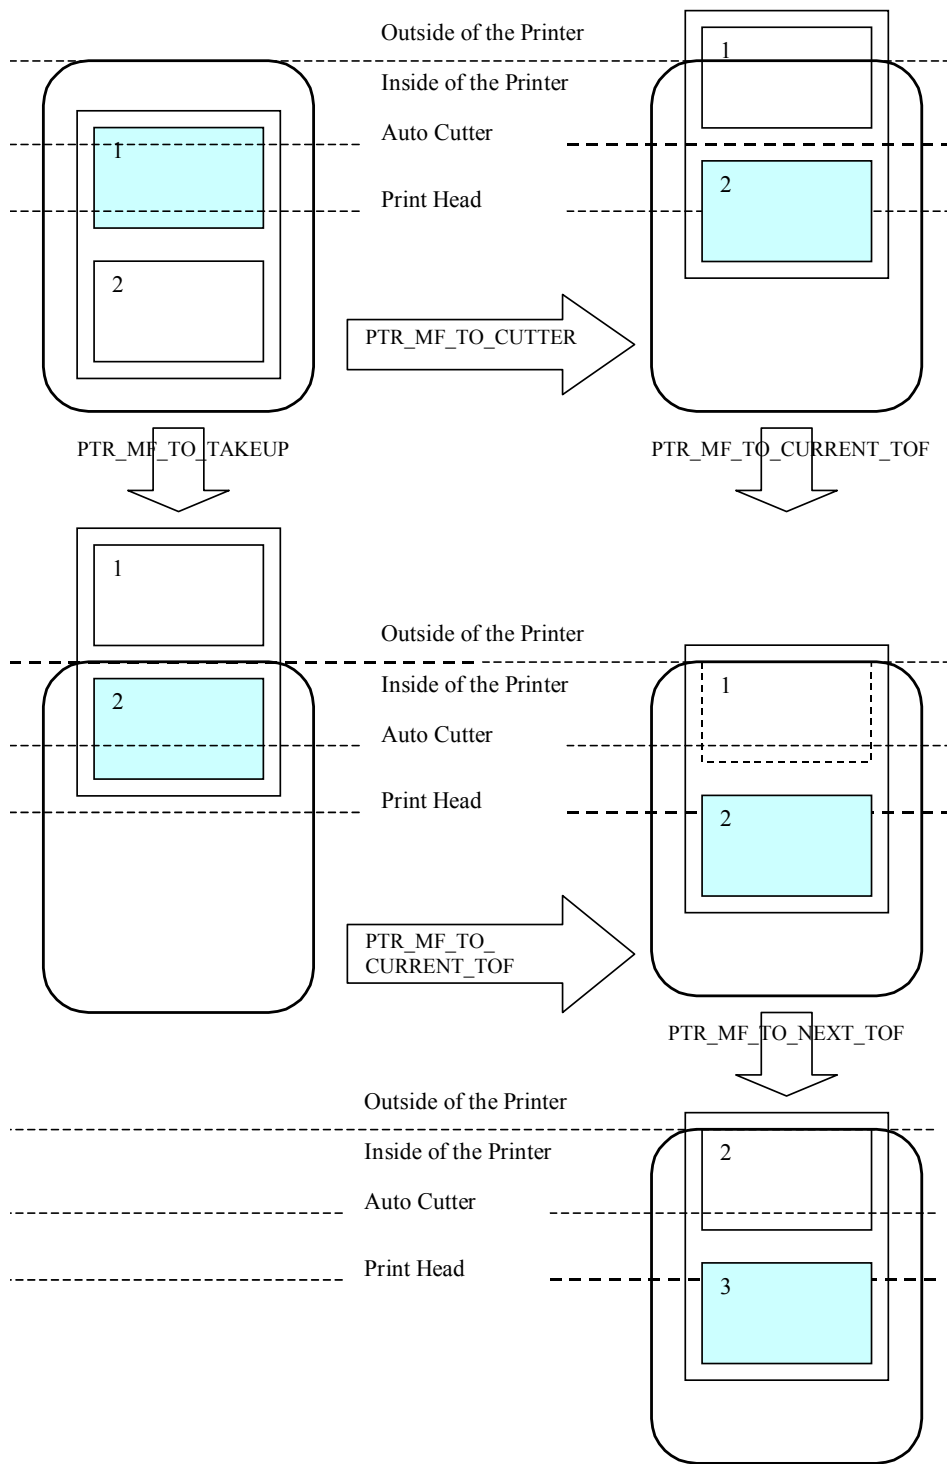 Outside of the Printer
1
Inside of the Printer
Auto Cutter
1
2
Print Head
2
PTR_MF_TO_CUTTER
PTR_MF_TO_TAKEUP
PTR_MF_TO_CURRENT_TOF
1
Outside of the Printer
Inside of the Printer
1
2
Auto Cutter
Print Head
2
PTR_MF_TO_
CURRENT_TOF
PTR_MF_TO_NEXT_TOF
Outside of the Printer
Inside of the Printer
2
Auto Cutter
Print Head
3